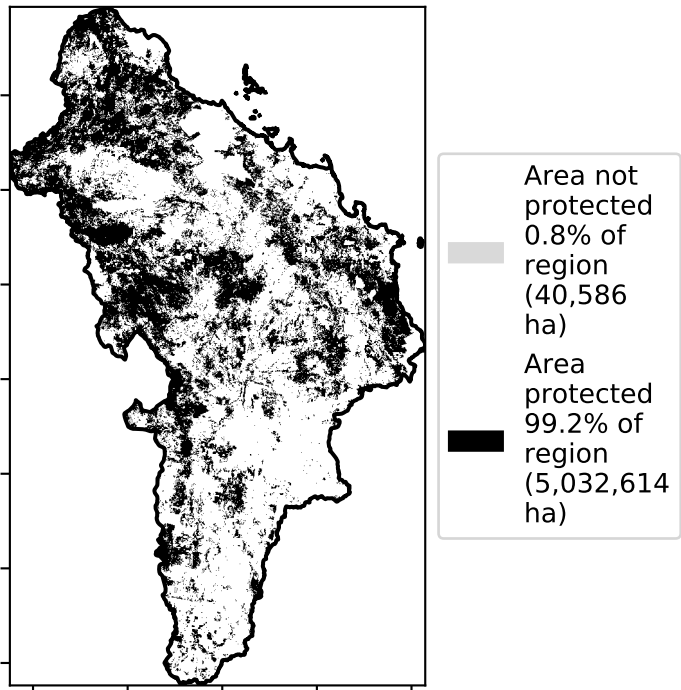 Area not
protected
0.8% of
region
(40,586
ha)
Area
protected
99.2% of
region
(5,032,614
ha)